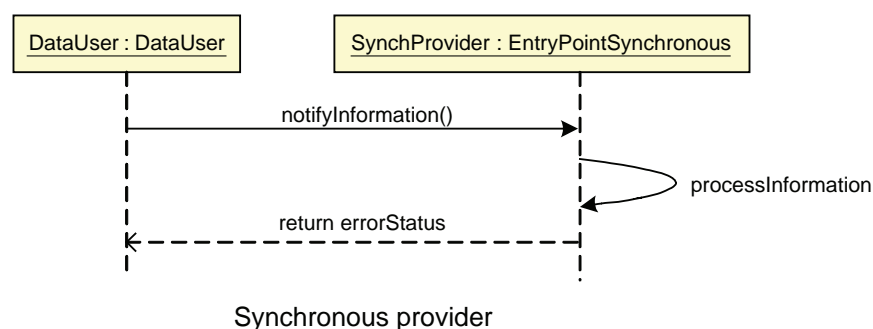 DataUser : DataUser
SynchProvider : EntryPointSynchronous
notifyInformation()
processInformation
return errorStatus
Synchronous provider